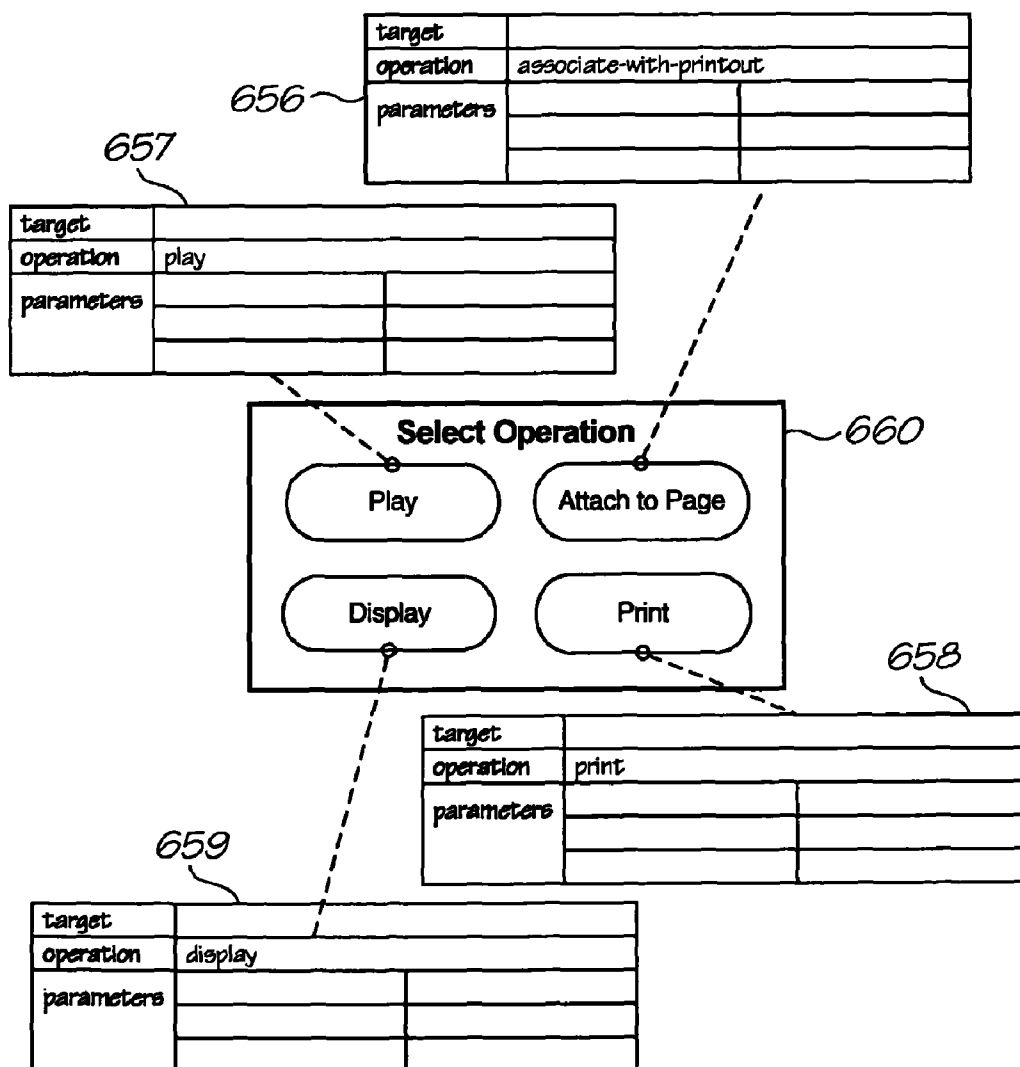 target
operation associate-with-printout
656
parameters
657
target
operation play
parameters
Select Operation
660
Play Attach to Page
Display Print
658
target
operation print
parameters
659
target
operation display
parameters